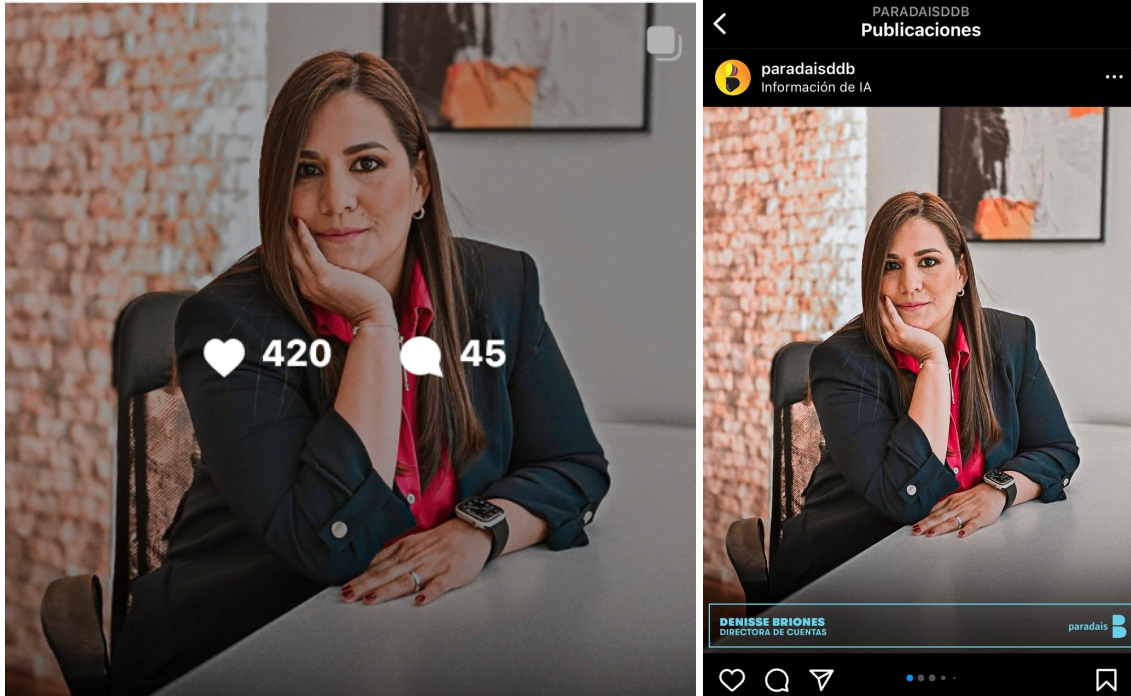 420 45
PARADAISDDB
Publicaciones
paradaisddb
Información de IA
DENISSE BRIONES
DIRECTORA DE CUENTAS
paradais